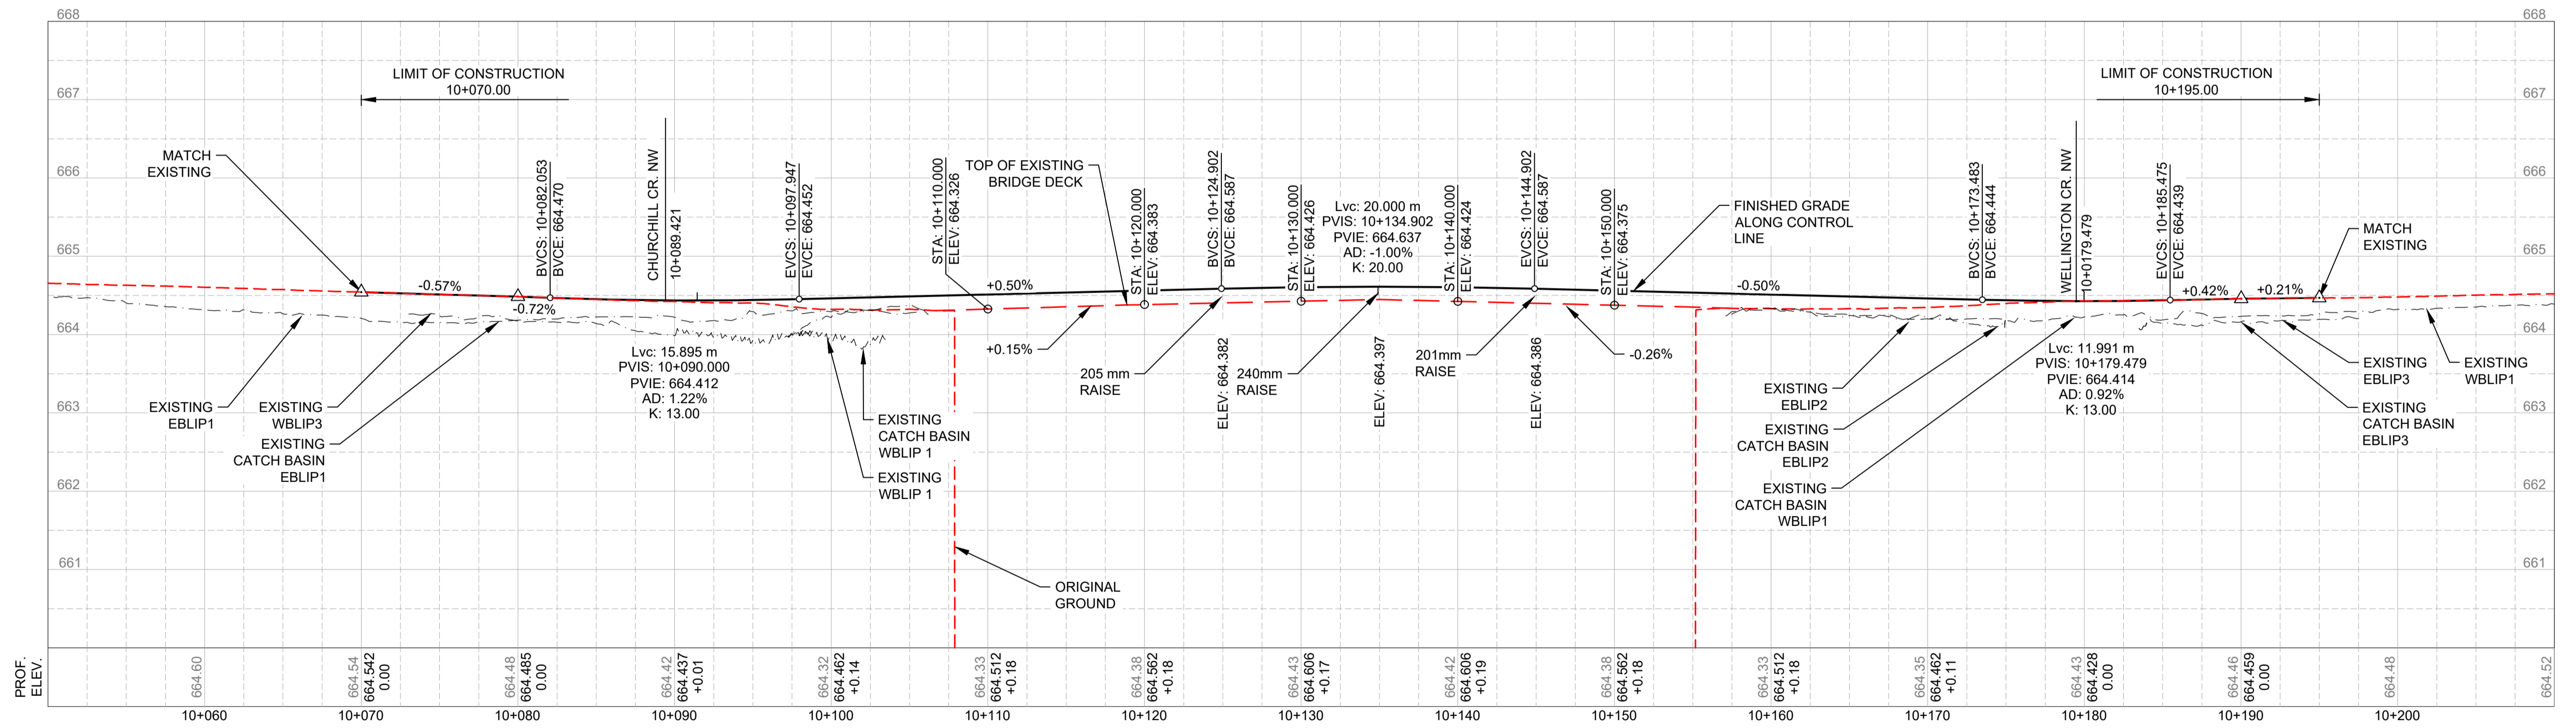 668
668
LIMIT OF CONSTRUCTION
10+070.00
LIMIT OF CONSTRUCTION
10+195.00
667
667
MATCH
EXISTING
BVCS: 10+082.053
BVCE: 664.470
CHURCHILL CR. NW
10+089.421
EVCS: 10+097.947
EVCE: 664.452
STA: 10+110.000
ELEV: 664.326
TOP OF EXISTING
BRIDGE DECK
STA: 10+120.000
ELEV: 664.383
BVCS: 10+124.902
BVCE: 664.587
STA: 10+130.000
ELEV: 664.426
Lvc: 20.000 m
PVIS: 10+134.902
PVIE: 664.637
AD: -1.00%
K: 20.00
STA: 10+140.000
ELEV: 664.424
EVCS: 10+144.902
EVCE: 664.587
STA: 10+150.000
ELEV: 664.375
FINISHED GRADE
ALONG CONTROL
LINE
BVCS: 10+173.483
BVCE: 664.444
WELLINGTON CR. NW
10+0179.479
EVCS: 10+185.475
EVCE: 664.439
MATCH
EXISTING
666
666
665
665
-0.57%
-0.72%
+0.50%
-0.50%
+0.42%
+0.21%
664
664
+0.15%
-0.26%
Lvc: 15.895 m
PVIS: 10+090.000
PVIE: 664.412
AD: 1.22%
K: 13.00
205 mm
RAISE
ELEV: 664.382
240mm
RAISE
ELEV: 664.397
201mm
RAISE
ELEV: 664.386
Lvc: 11.991 m
PVIS: 10+179.479
PVIE: 664.414
AD: 0.92%
K: 13.00
EXISTING
EBLIP1
EXISTING
WBLIP3
EXISTING
CATCH BASIN
EBLIP1
EXISTING
CATCH BASIN
WBLIP 1
EXISTING
WBLIP 1
EXISTING
EBLIP2
EXISTING
CATCH BASIN
EBLIP2
EXISTING
CATCH BASIN
WBLIP1
EXISTING
EBLIP3
EXISTING
WBLIP1
EXISTING
CATCH BASIN
EBLIP3
663
663
662
662
661
661
ORIGINAL
GROUND
PROF.
ELEV.
664.60
664.54
664.542
0.00
664.48
664.485
0.00
664.42
664.437
+0.01
664.32
664.462
+0.14
664.33
664.512
+0.18
664.38
664.562
+0.18
664.43
664.606
+0.17
664.42
664.606
+0.19
664.38
664.562
+0.18
664.33
664.512
+0.18
664.35
664.462
+0.11
664.43
664.428
0.00
664.46
664.459
0.00
664.48
664.52
10+060
10+070
10+080
10+090
10+100
10+110
10+120
10+130
10+140
10+150
10+160
10+170
10+180
10+190
10+200